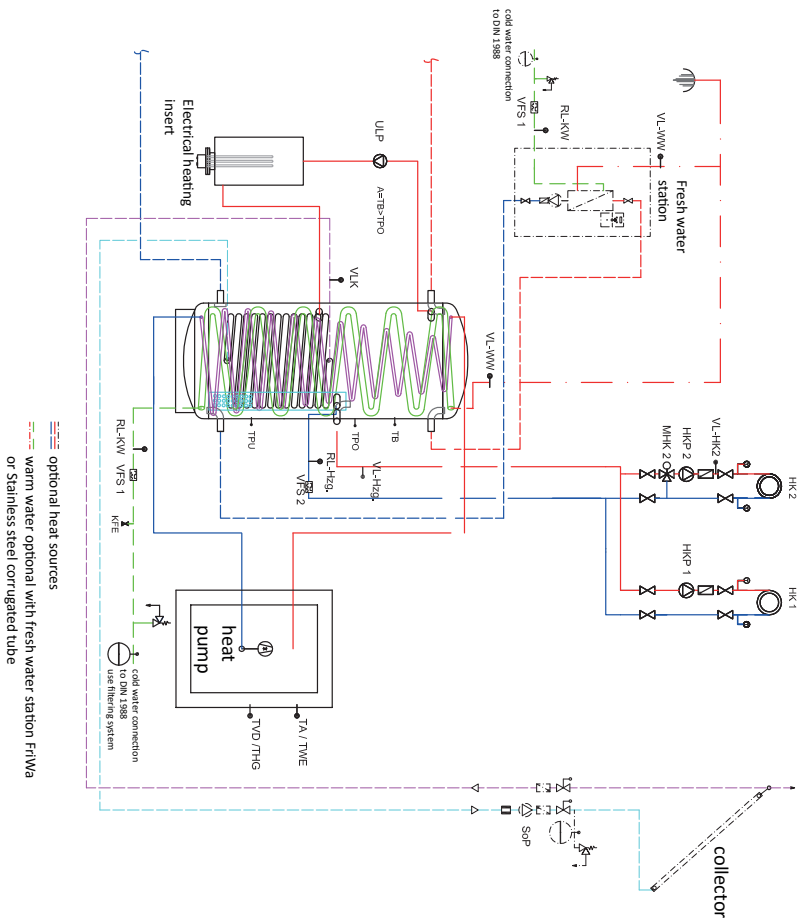 cold water connection
to DIN 1988
VFS 1
RL-KW
VL-WW
Fresh water
station
Electrical heating
insert
ULP
A=TB>TPO
VLK
VL-WW
RL-KW
VFS 1
KFE
TPU
TPO
TB
RL-Hzg.
VFS 2
VL-Hzg.
MHK 2
HKP 2
VL-HK2
HK 2
HKP 1
HK 1
heat
pump
TVD /THG
TA / TWE
cold water connection
to DIN 1988
use filtering system
SoP
collector
optional heat sources
warm water optional with fresh water station FriWa
or Stainless steel corrugated tube